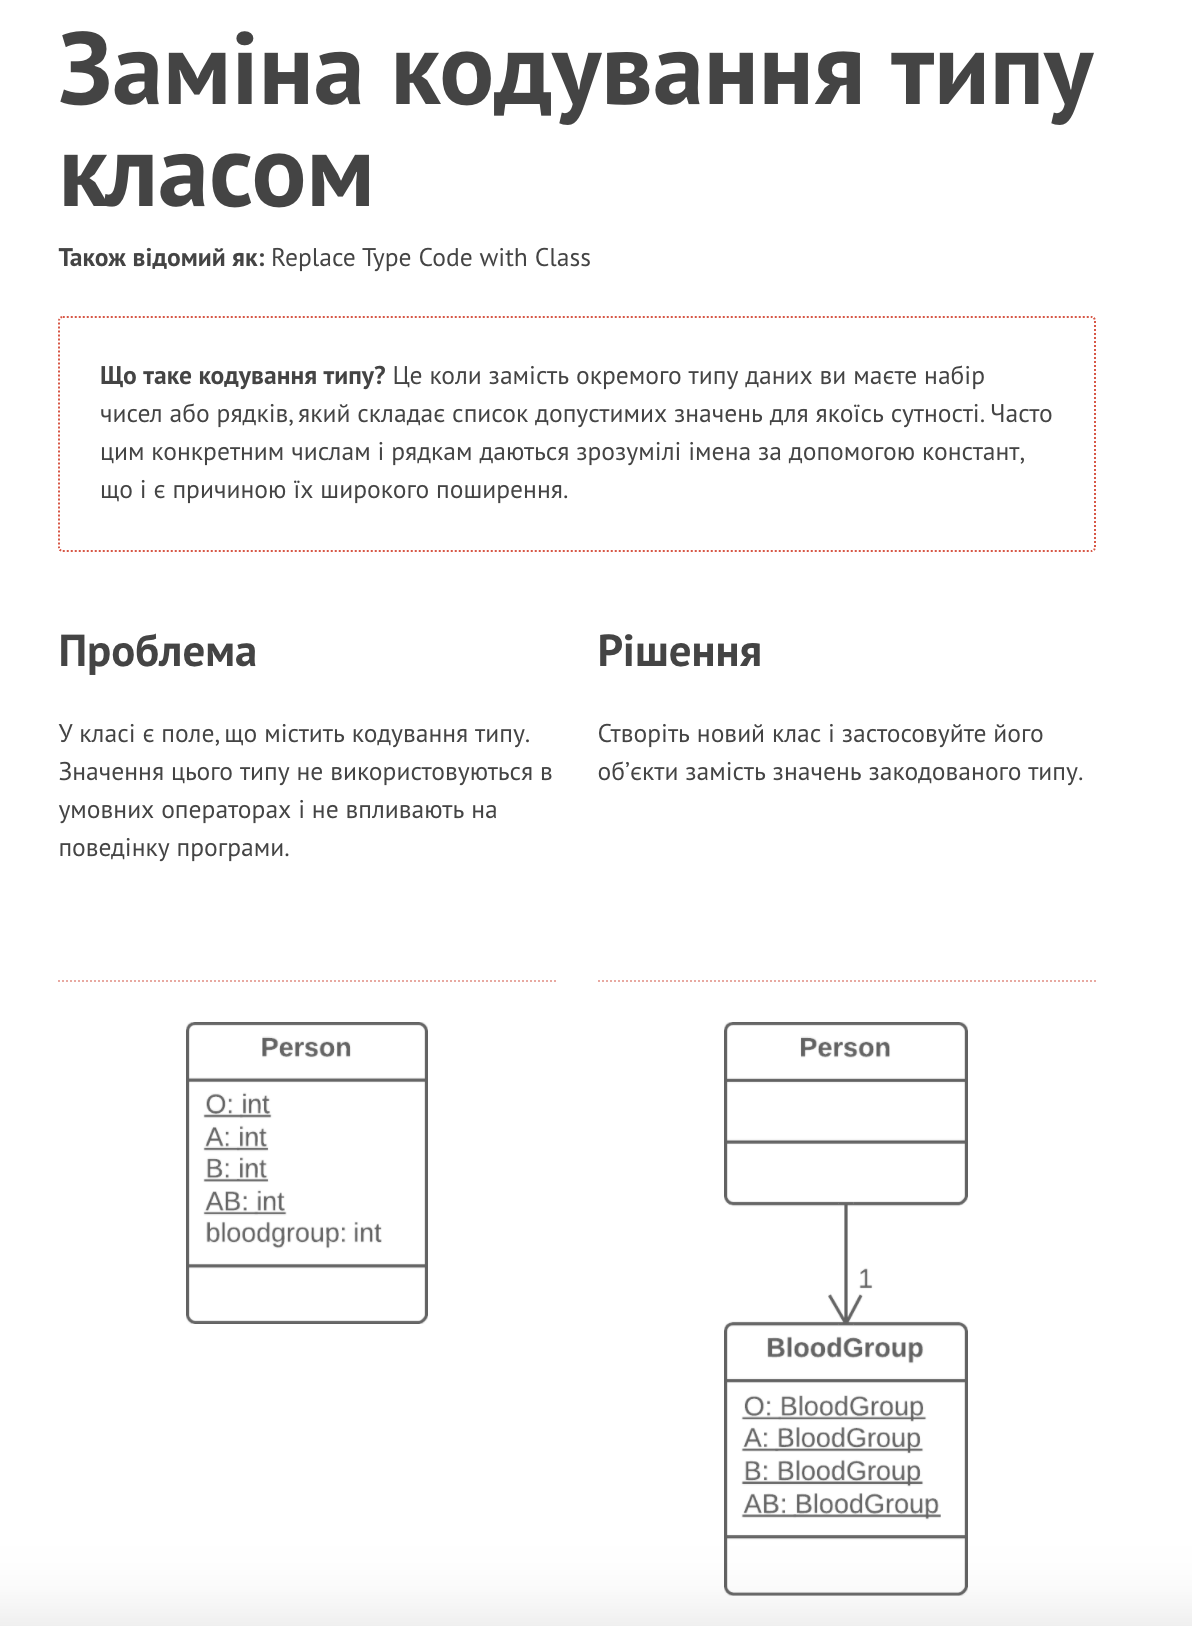 Заміна кодування типу
класом
Також відомий як: Replace Type Code with Class
Що таке кодування типу? Це коли замість окремого типу даних ви маєте набір
чисел або рядків, який складає список допустимих значень для якоїсь сутності. Часто
цим конкретним числам і рядкам даються зрозумілі імена за допомогою констант,
що і є причиною їх широкого поширення.
Проблема
У класі є поле, що містить кодування типу.
Значення цього типу не використовуються в
умовних операторах і не впливають на
поведінку програми.
Рішення
Створіть новий клас і застосовуйте його
об’єкти замість значень закодованого типу.
Person
O: int
A: int
B: int
AB: int
bloodgroup: int
Person
1
BloodGroup
O: BloodGroup
A: BloodGroup
B: BloodGroup
AB: BloodGroup